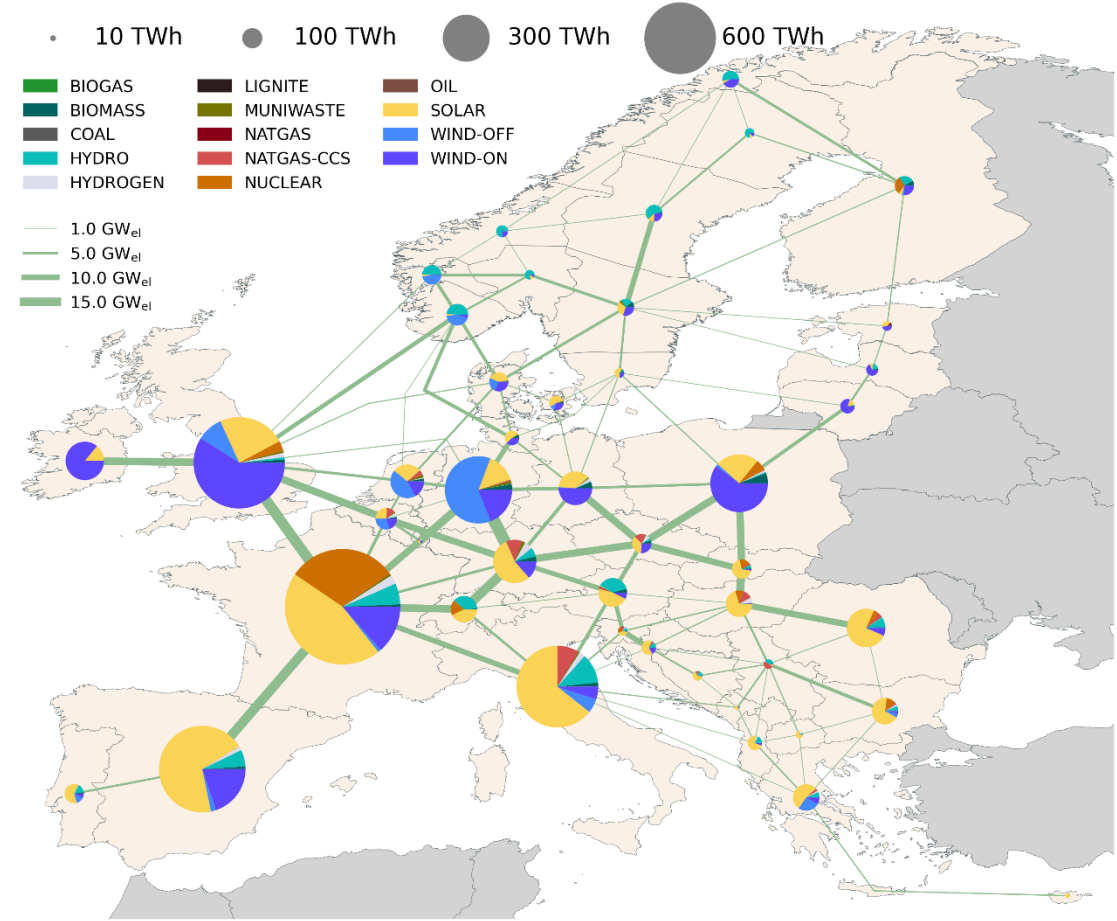 10 TWh 100 TWh 300 TWh 600 TWh
BIOGAS LIGNITE OIL
BIOMASS MUNIWASTE SOLAR
COAL NATGAS WIND-OFF
HYDRO NATGAS-CCS WIND-ON
HYDROGEN NUCLEAR
1.0 GWel
5.0 GWel
10.0 GWel
15.0 GWel